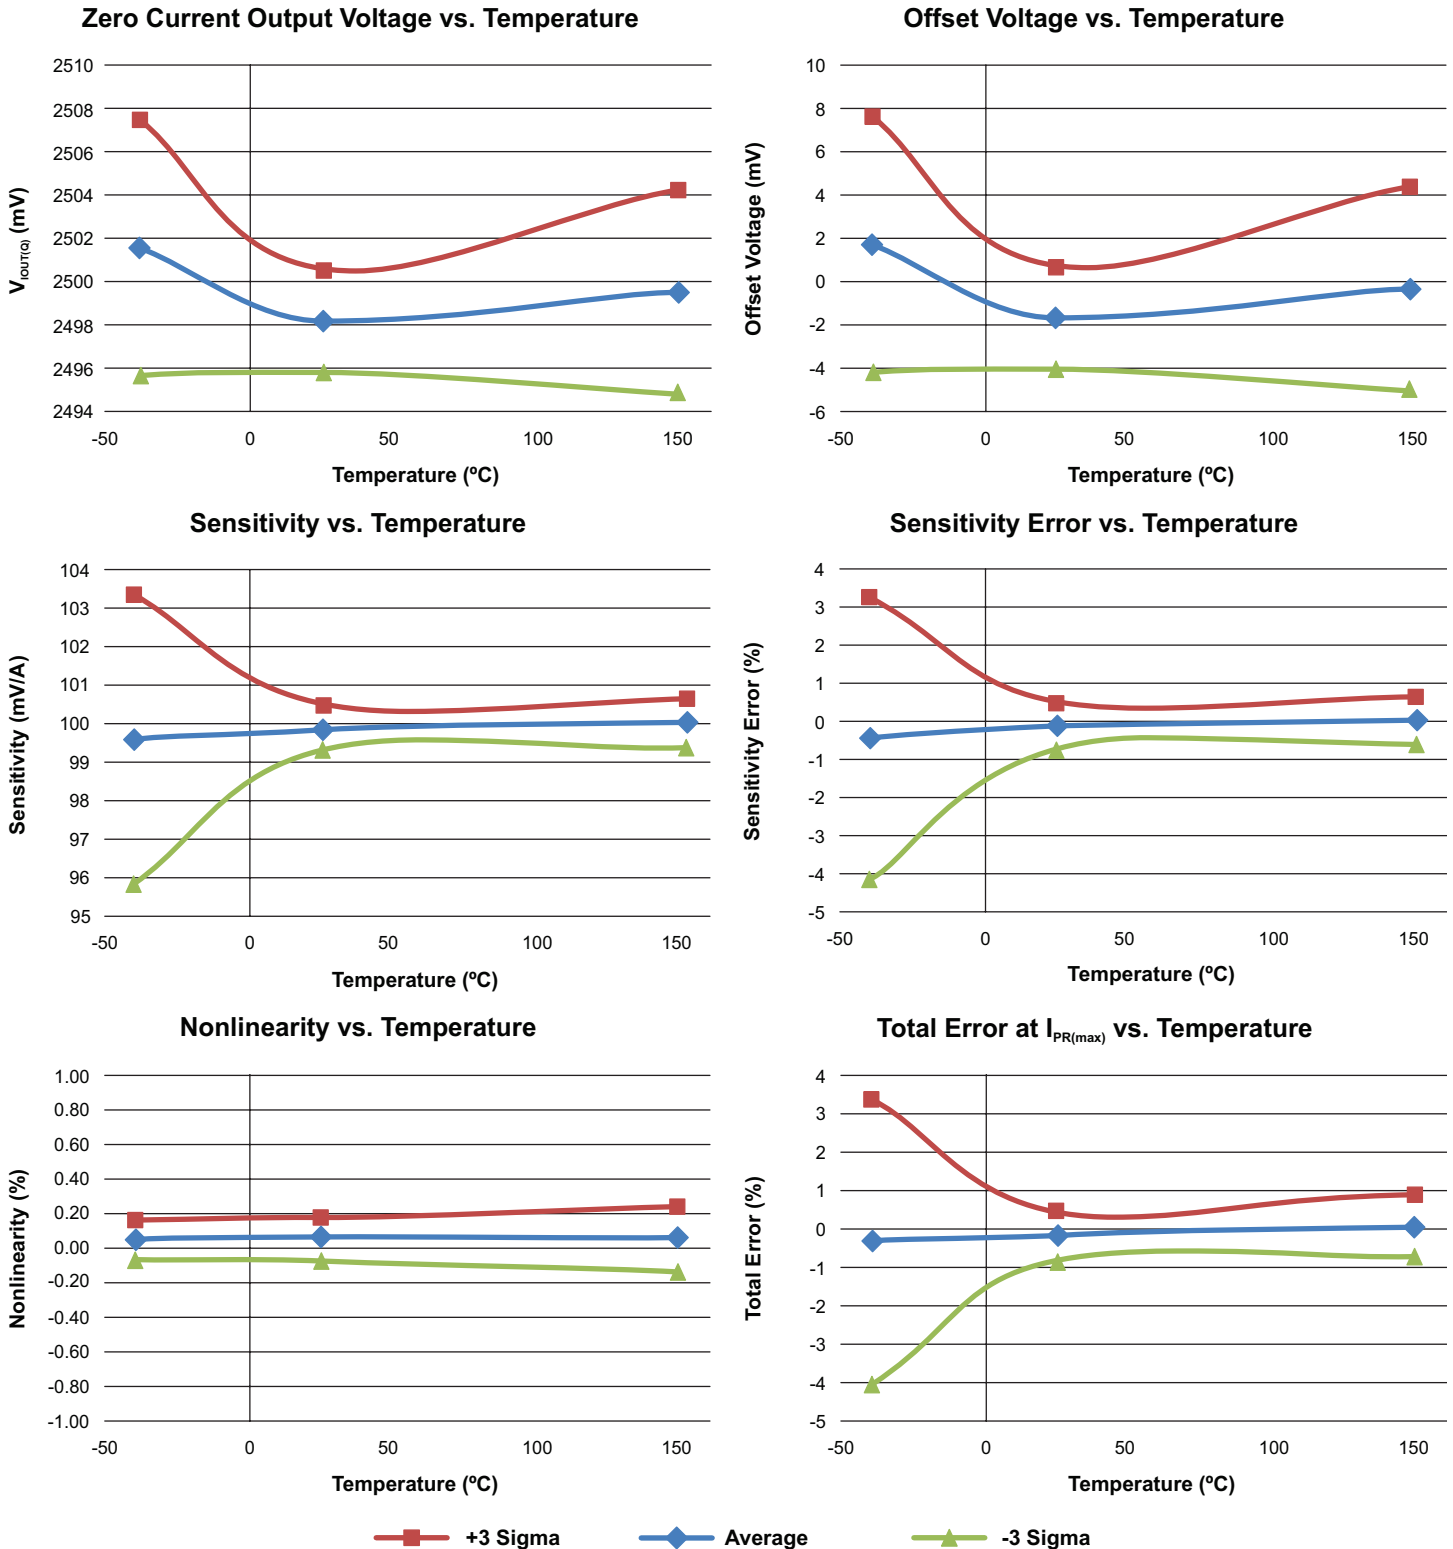 Zero Current Output Voltage vs. Temperature
2510
2508
2506
2504
2502
2500
2498
2496
2494
-50 0 50 100 150
VIOUT(Q) (mV)
Temperature (ºC)
Offset Voltage vs. Temperature
10
8
6
4
2
0
-2
-4
-6
-50 0 50 100 150
Offset Voltage (mV)
Temperature (ºC)
Sensitivity vs. Temperature
104
103
102
101
100
99
98
97
96
95
-50 0 50 100 150
Sensitivity (mV/A)
Temperature (ºC)
Sensitivity Error vs. Temperature
4
3
2
1
0
-1
-2
-3
-4
-5
-50 0 50 100 150
Sensitivity Error (%)
Temperature (ºC)
Nonlinearity vs. Temperature
1.00
0.80
0.60
0.40
0.20
0.00
-0.20
-0.40
-0.60
-0.80
-1.00
-50 0 50 100 150
Nonlinearity (%)
Temperature (ºC)
Total Error at IPR(max) vs. Temperature
4
3
2
1
0
-1
-2
-3
-4
-5
-50 0 50 100 150
Total Error (%)
Temperature (ºC)
+3 Sigma Average -3 Sigma